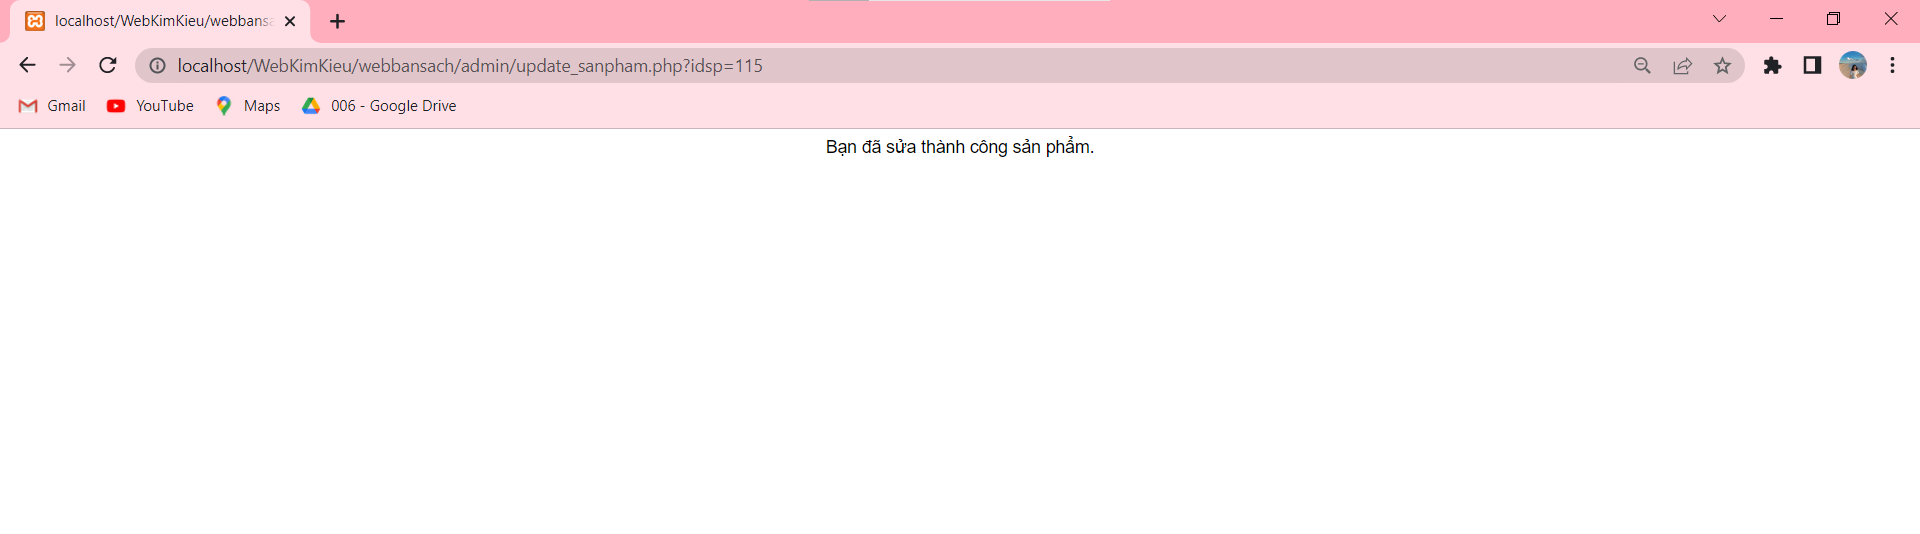 localhost/WebKimKieu/webbansa
localhost/WebKimKieu/webbansach/admin/update_sanpham.php?idsp=115
Gmail YouTube Maps 006 - Google Drive
Bạn đã sửa thành công sản phẩm.